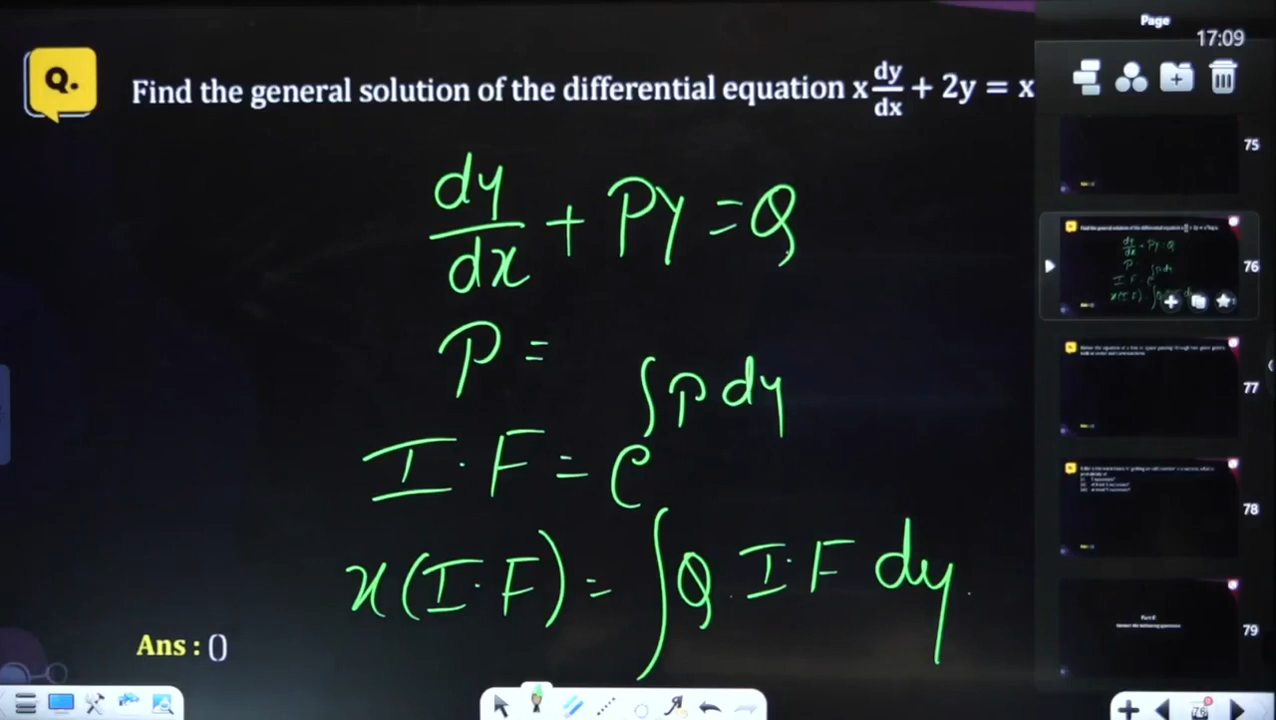 Page
17:09
Q.
Find the general solution of the differential equation x dy/dx + 2y = x
dy/dx + Py = Q
P =
I.F = e^∫P dy
x(I.F) = ∫Q.I.F dy.
Ans : ()
75
76
77
78
79
76